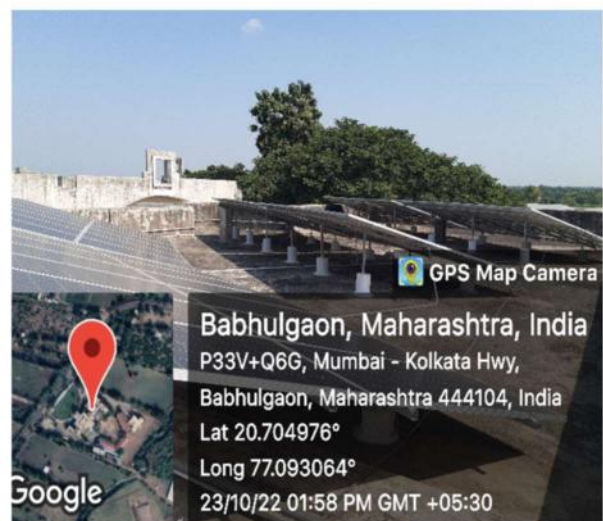 GPS Map Camera
Babhulgaon, Maharashtra, India
P33V+Q6G, Mumbai - Kolkata Hwy,
Babhulgaon, Maharashtra 444104, India
Lat 20.704976°
Long 77.093064°
23/10/22 01:58 PM GMT +05:30
Google